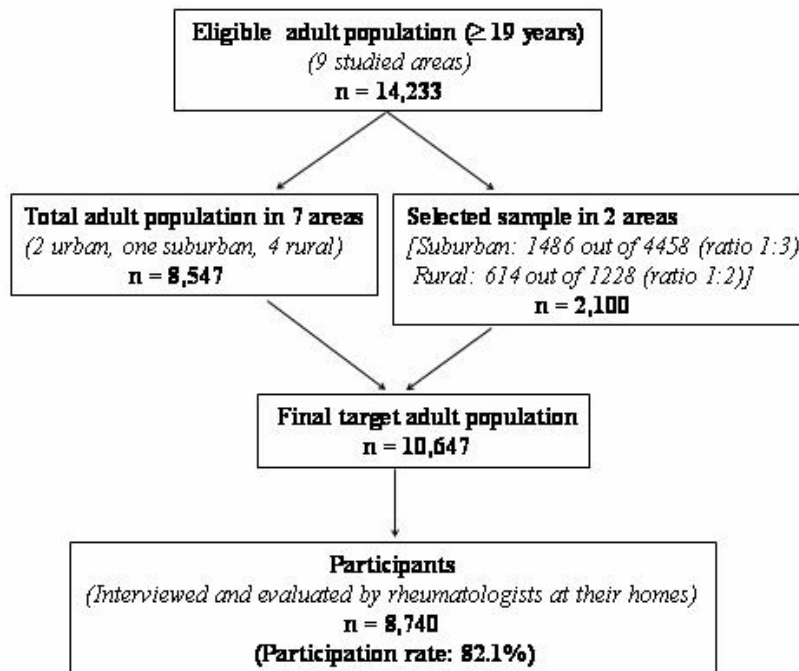 Eligible adult population (≥ 19 years)
(9 studied areas)
n = 14,233
Total adult population in 7 areas
(2 urban, one suburban, 4 rural)
n = 8,547
Selected sample in 2 areas
[Suburban: 1486 out of 4458 (ratio 1:3)
Rural: 614 out of 1228 (ratio 1:2)]
n = 2,100
Final target adult population
n = 10,647
Participants
(Interviewed and evaluated by rheumatologists at their homes)
n = 8,740
(Participation rate: 82.1%)